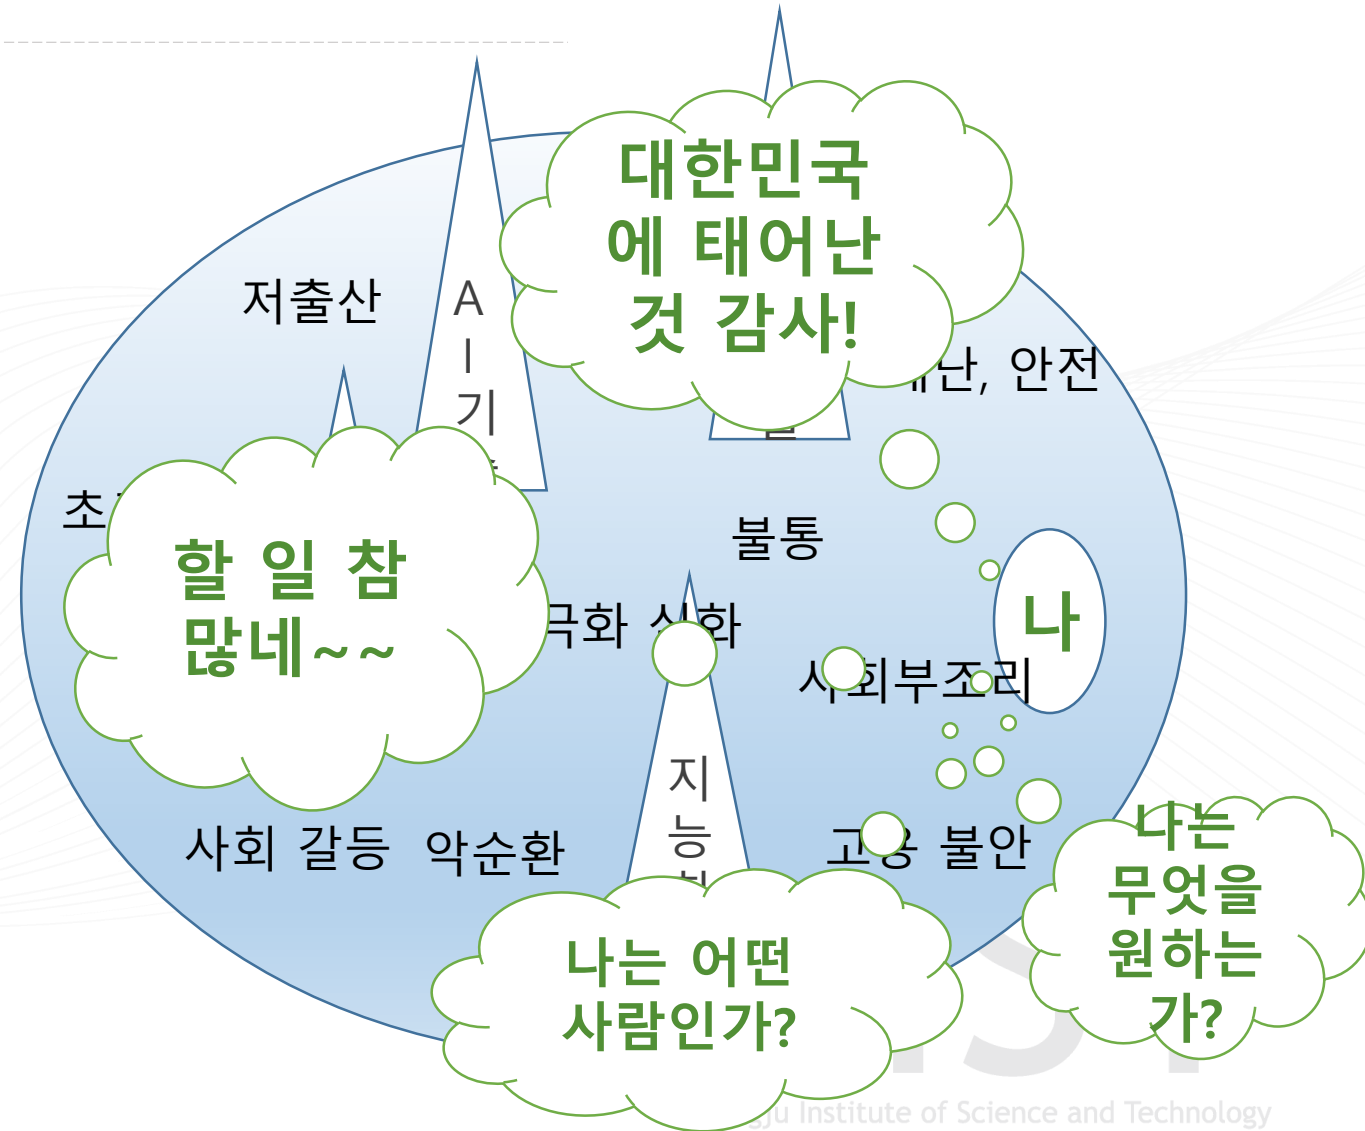 대한민국
에 태어난
것 감사!
저출산
A
I
기
난, 안전
할 일 참
많네~~
불통
나
사회부조리
지
능
사회 갈등
악순환
고용 불안
나는
무엇을
원하는
가?
나는 어떤
사람인가?
Institute of Science and Technology